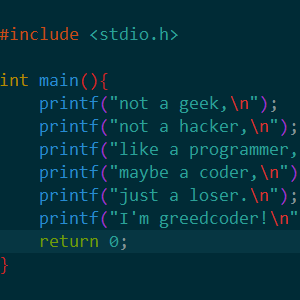 #include <stdio.h>
int main(){
printf("not a geek,\n");
printf("not a hacker,\n");
printf("like a programmer,
printf("maybe a coder,\n")
printf("just a loser.\n");
printf("I'm greedcoder!\n"
return 0;
}